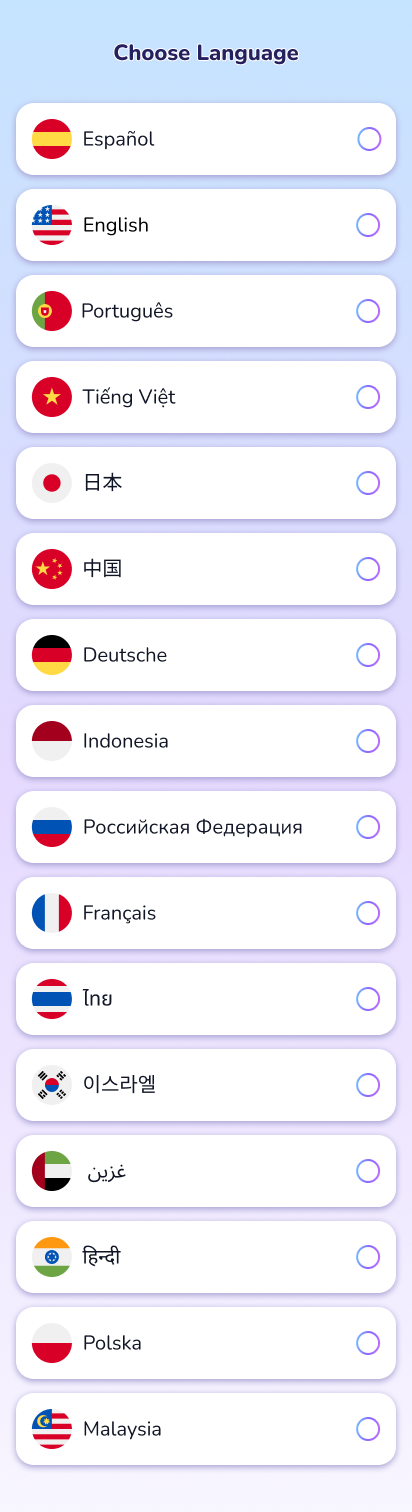 Choose Language
Español
English
Português
Tiếng Việt
日本
中国
Deutsche
Indonesia
Российская Федерация
Français
ไทย
이스라엘
غزين
हिन्दी
Polska
Malaysia